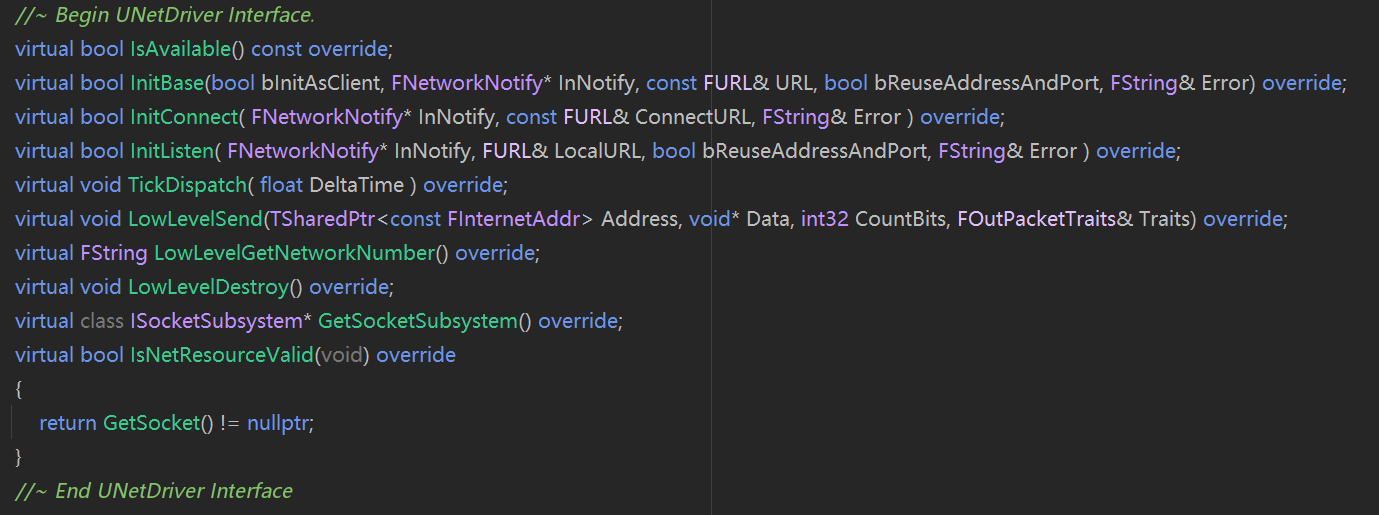 //~ Begin UNetDriver Interface.
virtual bool IsAvailable() const override;
virtual bool InitBase(bool bInitAsClient, FNetworkNotify* InNotify, const FURL& URL, bool bReuseAddressAndPort, FString& Error) override;
virtual bool InitConnect( FNetworkNotify* InNotify, const FURL& ConnectURL, FString& Error ) override;
virtual bool InitListen( FNetworkNotify* InNotify, FURL& LocalURL, bool bReuseAddressAndPort, FString& Error ) override;
virtual void TickDispatch( float DeltaTime ) override;
virtual void LowLevelSend(TSharedPtr<const FInternetAddr> Address, void* Data, int32 CountBits, FOutPacketTraits& Traits) override;
virtual FString LowLevelGetNetworkNumber() override;
virtual void LowLevelDestroy() override;
virtual class ISocketSubsystem* GetSocketSubsystem() override;
virtual bool IsNetResourceValid(void) override
{
    return GetSocket() != nullptr;
}
//~ End UNetDriver Interface